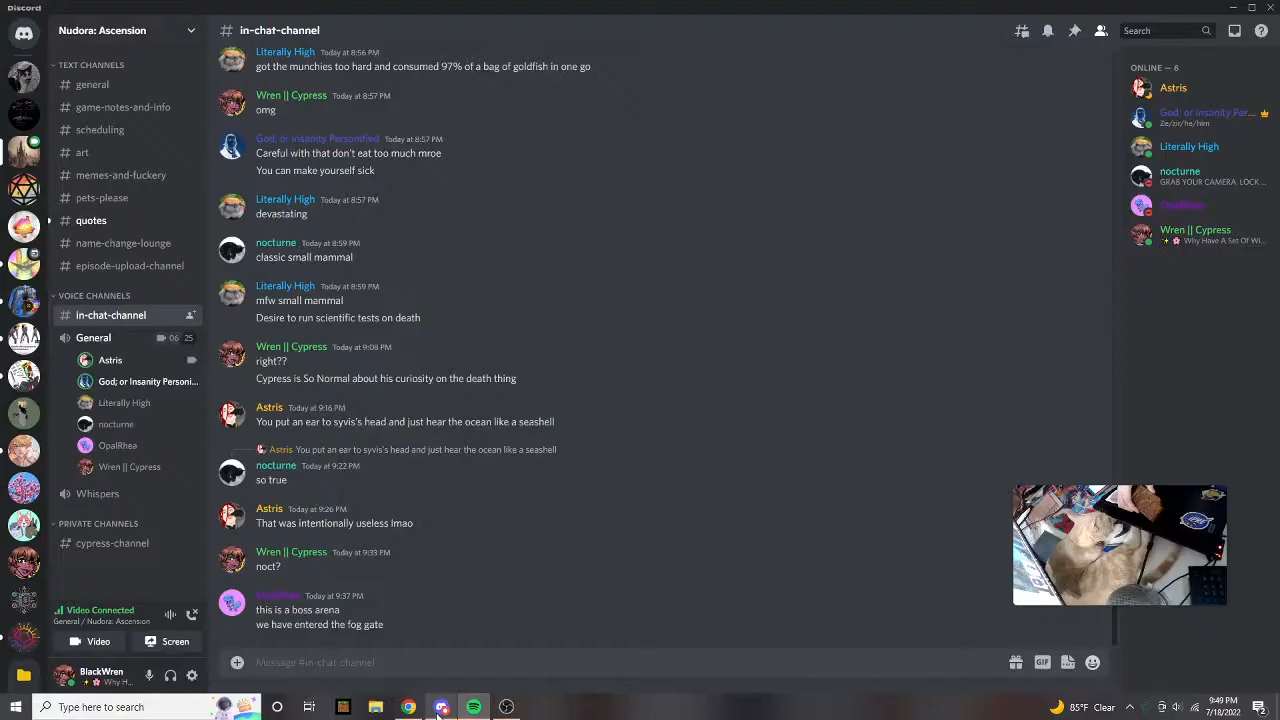 Discord
Nudora: Ascension
TEXT CHANNELS
general
game-notes-and-info
scheduling
art
memes-and-fuckery
pets-please
quotes
name-change-lounge
episode-upload-channel
VOICE CHANNELS
in-chat-channel
General 06 25
Astris
God; or Insanity Personi...
Literally High
nocturne
OpalRhea
Wren || Cypress
Whispers
PRIVATE CHANNELS
cypress-channel
Video Connected
General / Nudora: Ascension
Video Screen
BlackWren
Why H...
# in-chat-channel
Search
Literally High Today at 8:56 PM
got the munchies too hard and consumed 97% of a bag of goldfish in one go
Wren || Cypress Today at 8:57 PM
omg
God; or Insanity Personified Today at 8:57 PM
Careful with that don't eat too much mroe
You can make yourself sick
Literally High Today at 8:57 PM
devastating
nocturne Today at 8:59 PM
classic small mammal
Literally High Today at 8:59 PM
mfw small mammal
Desire to run scientific tests on death
Wren || Cypress Today at 9:08 PM
right??
Cypress is So Normal about his curiosity on the death thing
Astris Today at 9:16 PM
You put an ear to syvis's head and just hear the ocean like a seashell
Astris You put an ear to syvis's head and just hear the ocean like a seashell
nocturne Today at 9:22 PM
so true
Astris Today at 9:26 PM
That was intentionally useless lmao
Wren || Cypress Today at 9:33 PM
noct?
OpalRhea Today at 9:37 PM
this is a boss arena
we have entered the fog gate
Message #in-chat-channel
GIF
ONLINE — 6
Astris
God; or Insanity Per...
Ze/zir/he/him
Literally High
nocturne
GRAB YOUR CAMERA, LOCK ...
OpalRhea
Wren || Cypress
Why Have A Set Of Wi...
Type here to search
85°F Clear
9:49 PM
7/18/2022
2